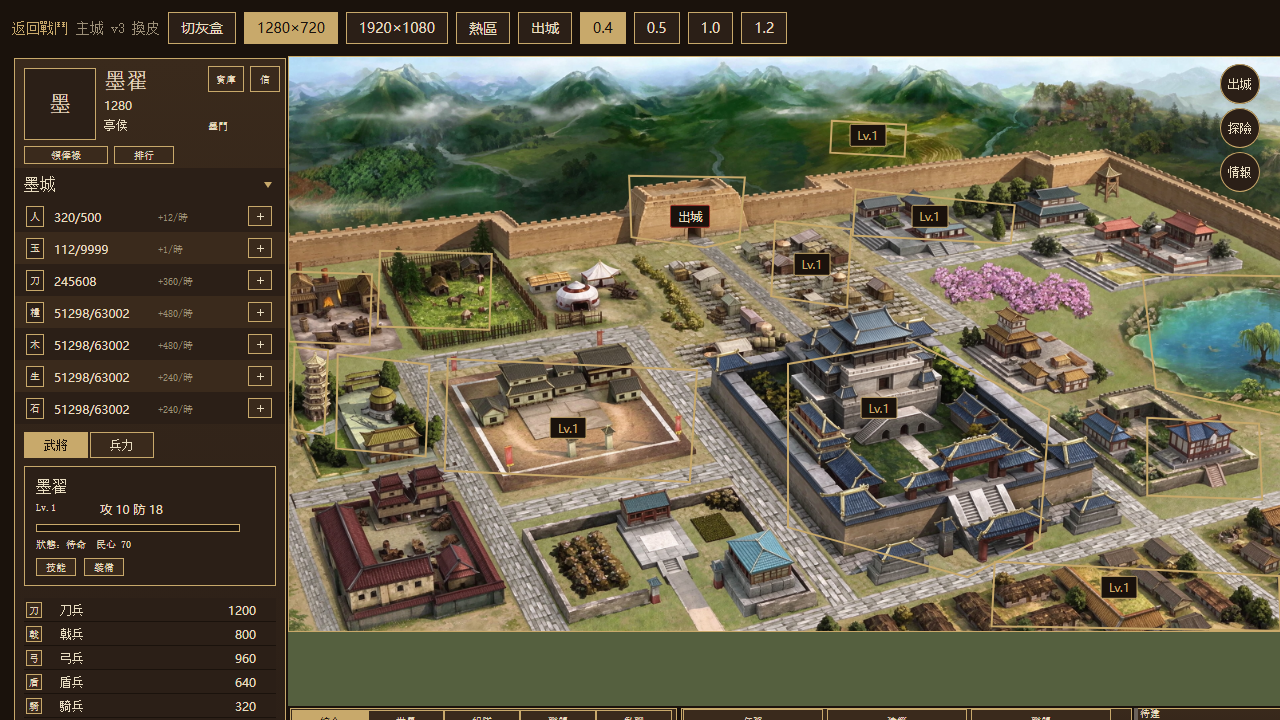 返回戰鬥 主城 v3 換皮 切灰盒 1280×720 1920×1080 熱區 出城 0.4 0.5 1.0 1.2
墨 墨翟 寶庫 信
1280
亭侯 墨門
領俸祿 排行
墨城
人 320/500 +12/時 +
玉 112/9999 +1/時 +
刀 245608 +360/時 +
糧 51298/63002 +480/時 +
木 51298/63002 +480/時 +
生 51298/63002 +240/時 +
石 51298/63002 +240/時 +
武將 兵力
墨翟
Lv. 1 攻 10 防 18
狀態: 待命 民心 70
技能 裝備
刀 刀兵 1200
戟 戟兵 800
弓 弓兵 960
盾 盾兵 640
騎 騎兵 320
出城
探險
情報
Lv.1
出城
Lv.1
Lv.1
Lv.1
Lv.1
Lv.1
待建